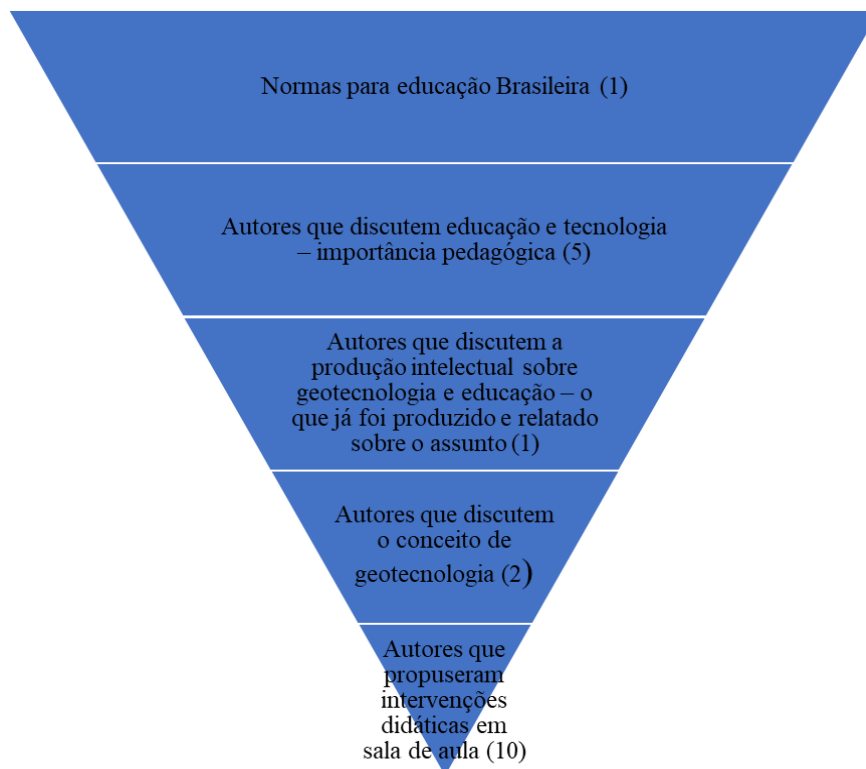 Normas para educação Brasileira (1)
Autores que discutem educação e tecnologia
– importância pedagógica (5)
Autores que discutem a
produção intelectual sobre
geotecnologia e educação – o
que já foi produzido e relatado
sobre o assunto (1)
Autores que discutem
o conceito de
geotecnologia (2)
Autores que
propuseram
intervenções
didáticas em
sala de aula (10)